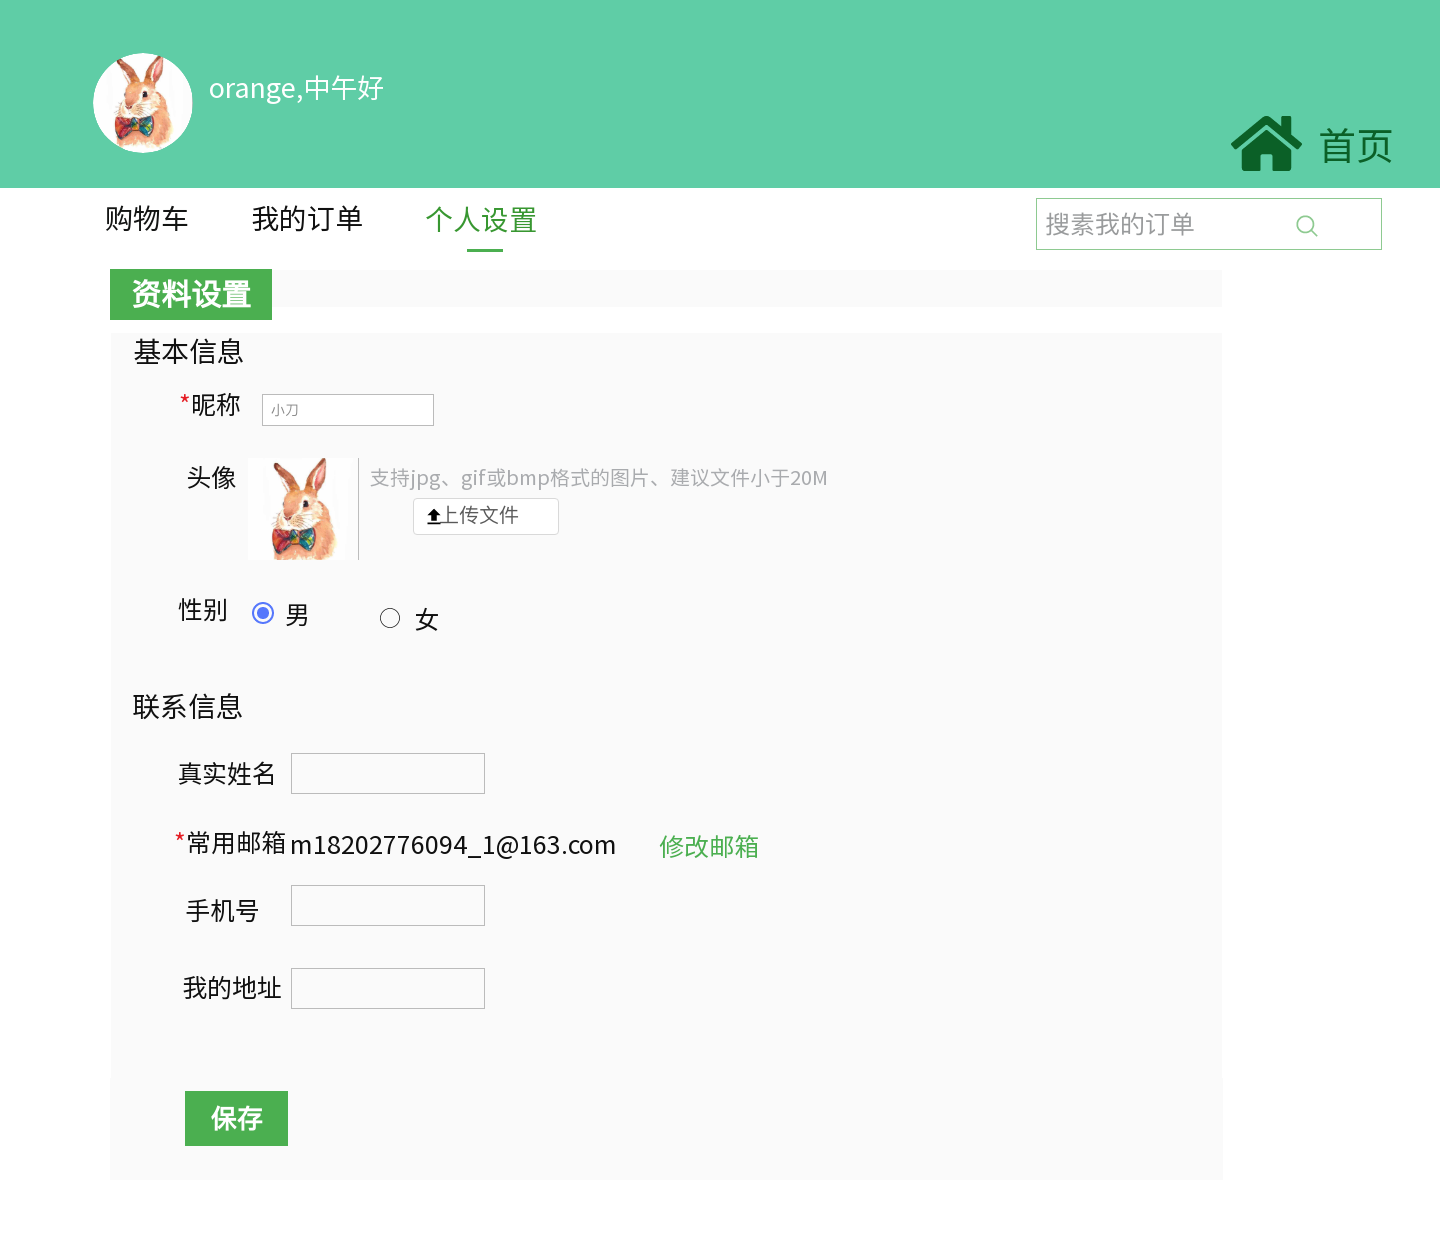 orange,中午好
首页
购物车 我的订单 个人设置 搜素我的订单
资料设置
基本信息
*昵称 小刀
头像 支持jpg、gif或bmp格式的图片、建议文件小于20M
上传文件
性别 男 女
联系信息
真实姓名
*常用邮箱 m18202776094_1@163.com 修改邮箱
手机号
我的地址
保存